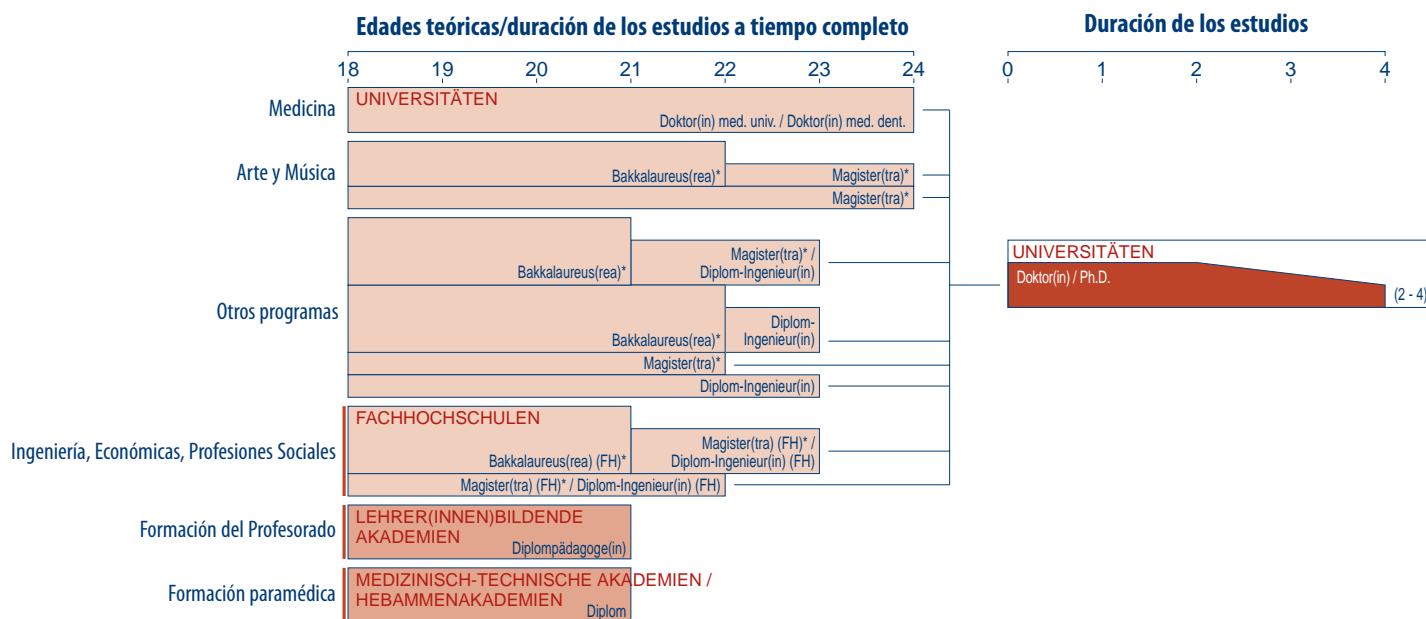 Edades teóricas/duración de los estudios a tiempo completo
Duración de los estudios
18 19 20 21 22 23 24
0 1 2 3 4
Medicina
UNIVERSITÄTEN
Doktor(in) med. univ. / Doktor(in) med. dent.
Arte y Música
Bakkalaureus(rea)*
Magister(tra)*
Magister(tra)*
Otros programas
Bakkalaureus(rea)*
Magister(tra)* /
Diplom-Ingenieur(in)
Bakkalaureus(rea)*
Diplom-
Ingenieur(in)
Magister(tra)*
Diplom-Ingenieur(in)
UNIVERSITÄTEN
Doktor(in) / Ph.D.
(2 - 4)
Ingeniería, Económicas, Profesiones Sociales
FACHHOCHSCHULEN
Bakkalaureus(rea) (FH)*
Magister(tra) (FH)* /
Diplom-Ingenieur(in) (FH)
Magister(tra) (FH)* / Diplom-Ingenieur(in) (FH)
Formación del Profesorado
LEHRER(INNEN)BILDENDE
AKADEMIEN
Diplompädagoge(in)
Formación paramédica
MEDIZINISCH-TECHNISCHE AKADEMIEN /
HEBAMMENAKADEMIEN
Diplom